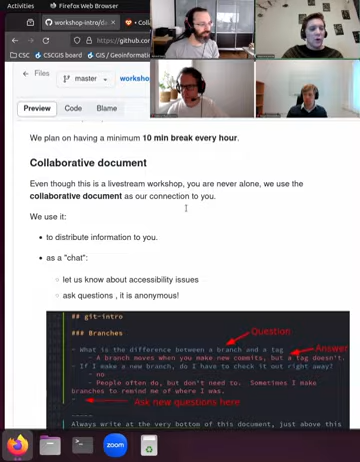 Activities
Firefox Web Browser
workshop-intro/da
Colla
https://github.com
CSC
CSCGIS board
GIS / Geoinforma
Files
master
workshop
Preview
Code
Blame
We plan on having a minimum 10 min break every hour.
Collaborative document
Even though this is a livestream workshop, you are never alone, we use the
collaborative document as our connection to you.
We use it:
• to distribute information to you.
• as a "chat":
◦ let us know about accessibility issues
◦ ask questions , it is anonymous!
## git-intro
Question
### Branches
- What is the difference between a branch and a tag
Answer
- A branch moves when you make new commits, but a tag doesn't.
- If I make a new branch, do I have to check it out right away?
- no
- People often do, but don't need to. Sometimes I make
branches to remind me of where I was.
-
Ask new questions here
-----
Always write at the very bottom of this document, just above this
zoom